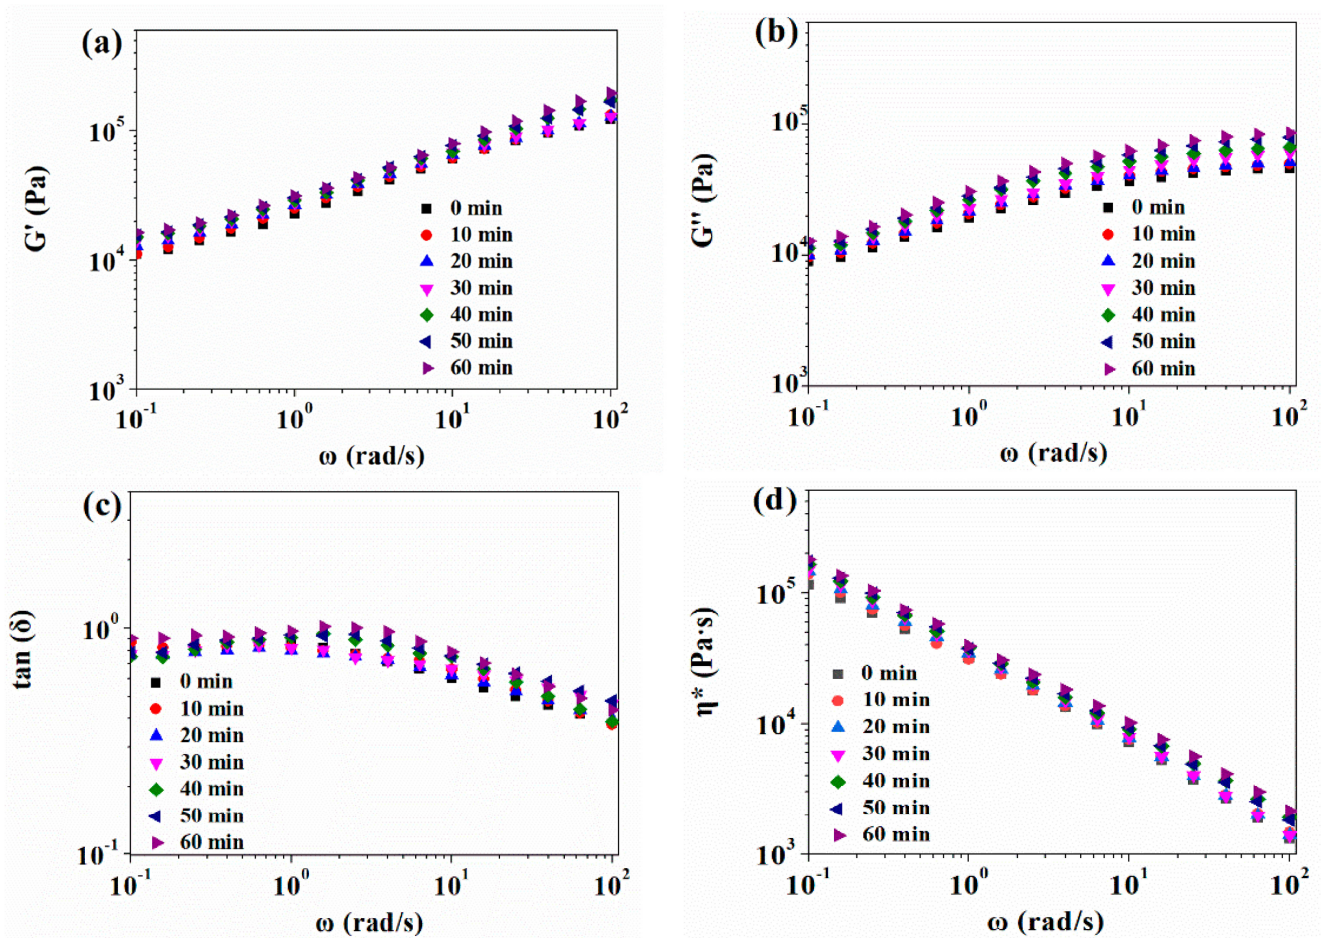 (a)
G' (Pa)
10^5
10^4
10^3
0 min
10 min
20 min
30 min
40 min
50 min
60 min
10^-1 10^0 10^1 10^2
ω (rad/s)
(b)
G'' (Pa)
10^5
10^4
10^3
0 min
10 min
20 min
30 min
40 min
50 min
60 min
10^-1 10^0 10^1 10^2
ω (rad/s)
(c)
tan (δ)
10^0
10^-1
0 min
10 min
20 min
30 min
40 min
50 min
60 min
10^-1 10^0 10^1 10^2
ω (rad/s)
(d)
η* (Pa·s)
10^5
10^4
10^3
0 min
10 min
20 min
30 min
40 min
50 min
60 min
10^-1 10^0 10^1 10^2
ω (rad/s)